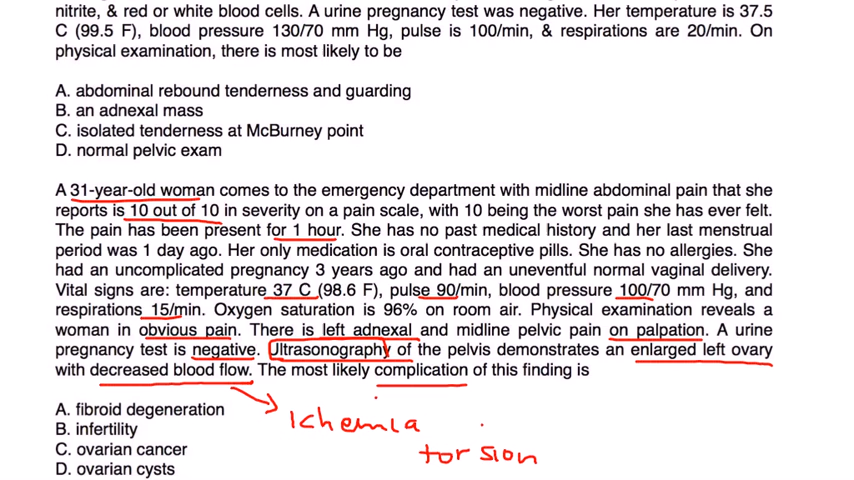 nitrite, & red or white blood cells. A urine pregnancy test was negative. Her temperature is 37.5
C (99.5 F), blood pressure 130/70 mm Hg, pulse is 100/min, & respirations are 20/min. On
physical examination, there is most likely to be
A. abdominal rebound tenderness and guarding
B. an adnexal mass
C. isolated tenderness at McBurney point
D. normal pelvic exam
A 31-year-old woman comes to the emergency department with midline abdominal pain that she
reports is 10 out of 10 in severity on a pain scale, with 10 being the worst pain she has ever felt.
The pain has been present for 1 hour. She has no past medical history and her last menstrual
period was 1 day ago. Her only medication is oral contraceptive pills. She has no allergies. She
had an uncomplicated pregnancy 3 years ago and had an uneventful normal vaginal delivery.
Vital signs are: temperature 37 C (98.6 F), pulse 90/min, blood pressure 100/70 mm Hg, and
respirations 15/min. Oxygen saturation is 96% on room air. Physical examination reveals a
woman in obvious pain. There is left adnexal and midline pelvic pain on palpation. A urine
pregnancy test is negative. Ultrasonography of the pelvis demonstrates an enlarged left ovary
with decreased blood flow. The most likely complication of this finding is
A. fibroid degeneration
B. infertility
C. ovarian cancer
D. ovarian cysts
Ichemia
torsion